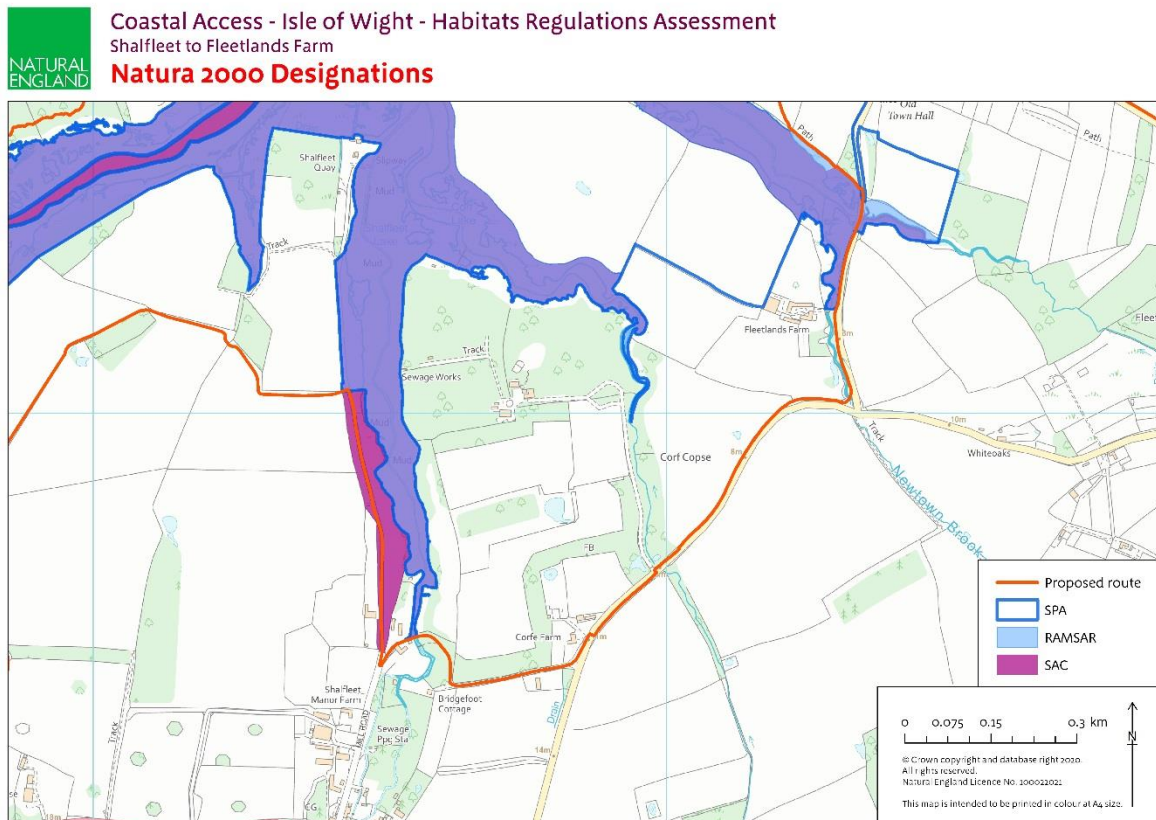 NATURAL
ENGLAND
Coastal Access - Isle of Wight - Habitats Regulations Assessment
Shalfleet to Fleetlands Farm
Natura 2000 Designations
Old
Town Hall
Path
Path
Shalfleet
Quay
Mud
Track
Mud
Fleetlands Farm
8m
Track
Sewage Works
Mud
Mud
10m
Track
Whiteoaks
Corf Copse
8m
Newtown Brook
FB
Corfe Farm
Shalfleet
Manor Farm
Bridgefoot
Cottage
MILL ROAD
Sewage
Ppg Sta
Drain
14m
Track
CG
18m
Proposed route
SPA
RAMSAR
SAC
0 0.075 0.15 0.3 km
N
© Crown copyright and database right 2020.
All rights reserved.
Natural England Licence No. 100022021
This map is intended to be printed in colour at A4 size.